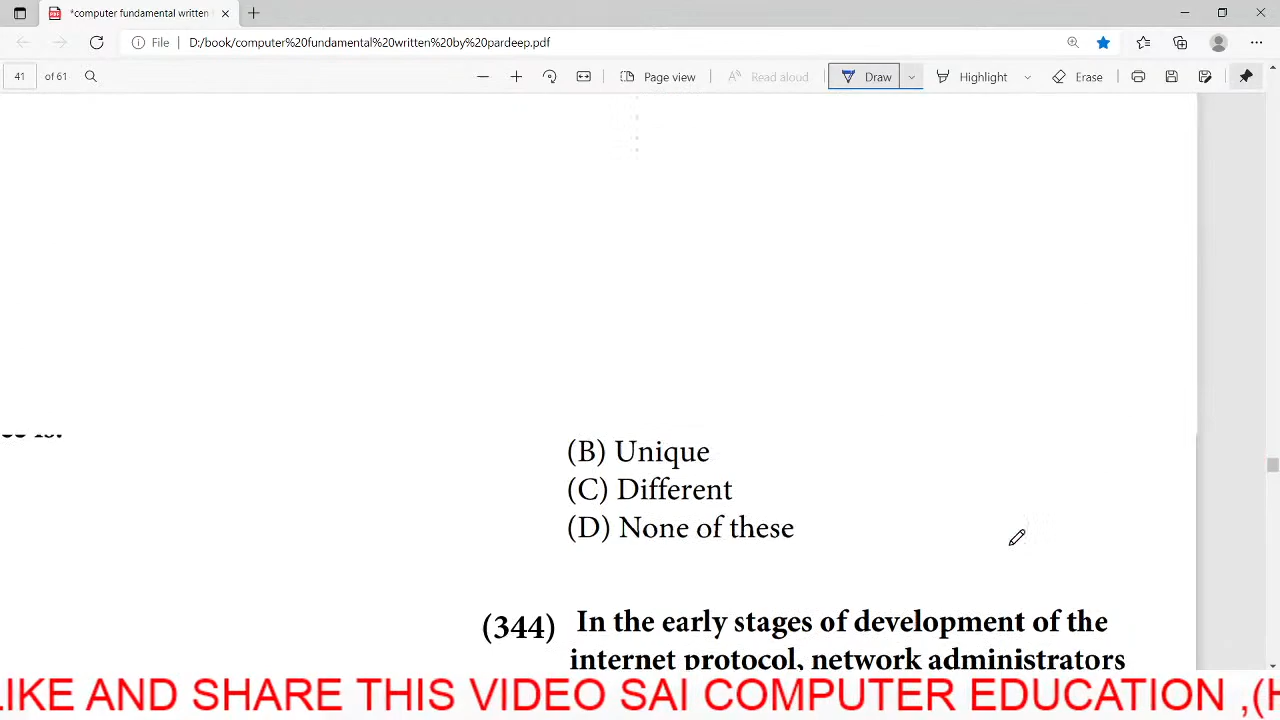 *computer fundamental written
File
D:/book/computer%20fundamental%20written%20by%20pardeep.pdf
41
of 61
Page view
Read aloud
Draw
Highlight
Erase
(B) Unique
(C) Different
(D) None of these
(344) In the early stages of development of the
internet protocol, network administrators
LIKE AND SHARE THIS VIDEO SAI COMPUTER EDUCATION ,(H